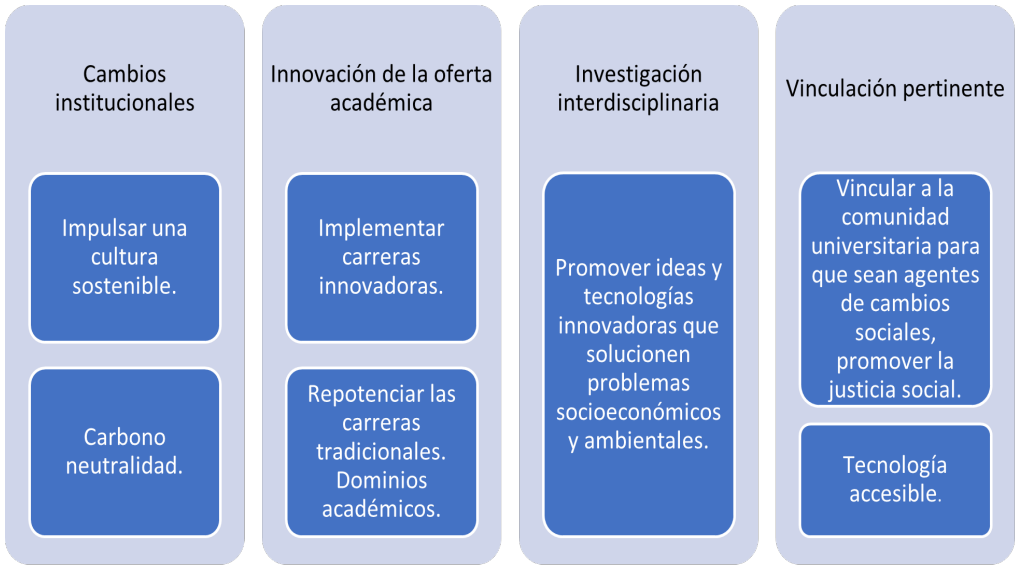 Cambios
institucionales
Impulsar una
cultura
sostenible.
Carbono
neutralidad.
Innovación de la oferta
académica
Implementar
carreras
innovadoras.
Repotenciar las
carreras
tradicionales.
Dominios
académicos.
Investigación
interdisciplinaria
Promover ideas y
tecnologías
innovadoras que
solucionen
problemas
socioeconómicos
y ambientales.
Vinculación pertinente
Vincular a la
comunidad
universitaria para
que sean agentes
de cambios
sociales,
promover la
justicia social.
Tecnología
accesible.